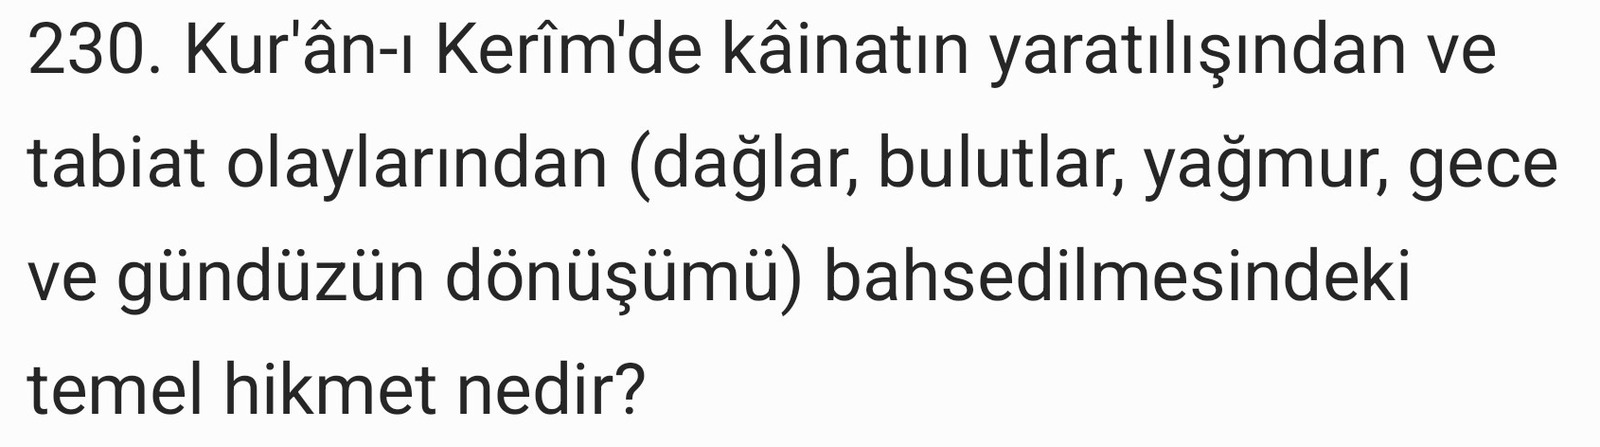 230. Kur'ân-ı Kerîm'de kâinatın yaratılışından ve
tabiat olaylarından (dağlar, bulutlar, yağmur, gece
ve gündüzün dönüşümü) bahsedilmesindeki
temel hikmet nedir?